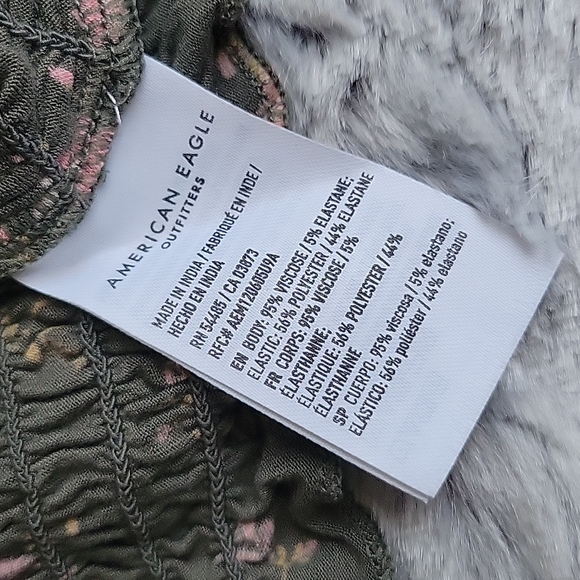 AMERICAN EAGLE
OUTFITTERS
MADE IN INDIA / FABRIQUÉ EN INDE /
HECHO EN INDIA
RN 54485 / CA 03873
RFC# AEM120695DVA
EN BODY: 95% VISCOSE / 5% ELASTANE;
ELASTIC: 56% POLYESTER / 44% ELASTANE
FR CORPS: 95% VISCOSE / 5%
ÉLASTHANNE;
ÉLASTIQUE: 56% POLYESTER / 44%
ÉLASTHANNE
SP CUERPO: 95% viscosa / 5% elastano;
ELÁSTICO: 56% poliéster / 44% elastano